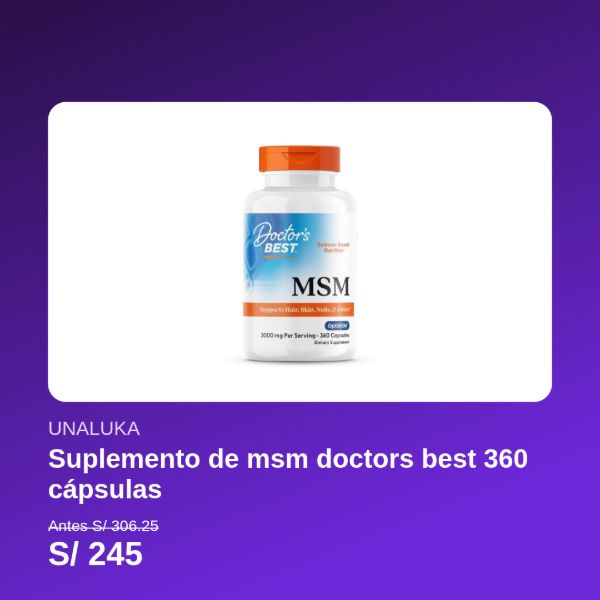 Doctor's
BEST
Science-Based
Nutrition
MSM
Supports Hair, Skin, Nails, & Joints*
OptiMSM
3000 mg Per Serving • 360 Capsules
Dietary Supplement
UNALUKA
Suplemento de msm doctors best 360
cápsulas
Antes S/ 306.25
S/ 245